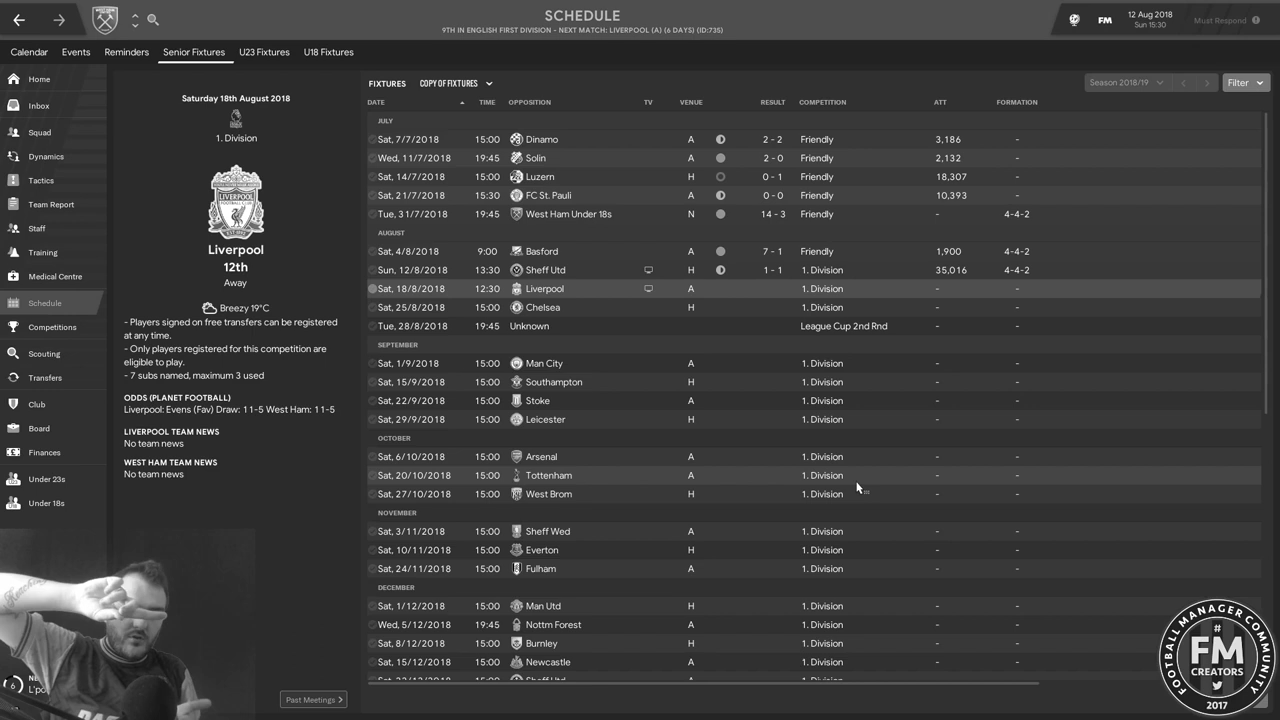 SCHEDULE
9TH IN ENGLISH FIRST DIVISION - NEXT MATCH: LIVERPOOL (A) (6 DAYS) (ID:735)
FM
12 Aug 2018
Sun 15:30
Must Respond
Calendar Events Reminders Senior Fixtures U23 Fixtures U18 Fixtures
Home
Inbox
Squad
Dynamics
Tactics
Team Report
Staff
Training
Medical Centre
Schedule
Competitions
Scouting
Transfers
Club
Board
Finances
Under 23s
Under 18s
Saturday 18th August 2018
1. Division
LIVERPOOL
FOOTBALL CLUB
Liverpool
12th
Away
Breezy 19°C
- Players signed on free transfers can be registered
at any time.
- Only players registered for this competition are
eligible to play.
- 7 subs named, maximum 3 used
ODDS (PLANET FOOTBALL)
Liverpool: Evens (Fav) Draw: 11-5 West Ham: 11-5
LIVERPOOL TEAM NEWS
No team news
WEST HAM TEAM NEWS
No team news
Past Meetings
FIXTURES COPY OF FIXTURES Season 2018/19 Filter
DATE TIME OPPOSITION TV VENUE RESULT COMPETITION ATT FORMATION
JULY
Sat, 7/7/2018 15:00 Dinamo A 2 - 2 Friendly 3,186 -
Wed, 11/7/2018 19:45 Solin A 2 - 0 Friendly 2,132 -
Sat, 14/7/2018 15:00 Luzern H 0 - 1 Friendly 18,307 -
Sat, 21/7/2018 15:30 FC St. Pauli A 0 - 0 Friendly 10,393 -
Tue, 31/7/2018 19:45 West Ham Under 18s N 14 - 3 Friendly - 4-4-2
AUGUST
Sat, 4/8/2018 9:00 Basford A 7 - 1 Friendly 1,900 4-4-2
Sun, 12/8/2018 13:30 Sheff Utd H 1 - 1 1. Division 35,016 4-4-2
Sat, 18/8/2018 12:30 Liverpool A 1. Division - -
Sat, 25/8/2018 15:00 Chelsea H 1. Division - -
Tue, 28/8/2018 19:45 Unknown League Cup 2nd Rnd - -
SEPTEMBER
Sat, 1/9/2018 15:00 Man City A 1. Division - -
Sat, 15/9/2018 15:00 Southampton H 1. Division - -
Sat, 22/9/2018 15:00 Stoke A 1. Division - -
Sat, 29/9/2018 15:00 Leicester H 1. Division - -
OCTOBER
Sat, 6/10/2018 15:00 Arsenal A 1. Division - -
Sat, 20/10/2018 15:00 Tottenham A 1. Division - -
Sat, 27/10/2018 15:00 West Brom H 1. Division - -
NOVEMBER
Sat, 3/11/2018 15:00 Sheff Wed A 1. Division - -
Sat, 10/11/2018 15:00 Everton H 1. Division - -
Sat, 24/11/2018 15:00 Fulham A 1. Division - -
DECEMBER
Sat, 1/12/2018 15:00 Man Utd H 1. Division - -
Wed, 5/12/2018 19:45 Nottm Forest A 1. Division - -
Sat, 8/12/2018 15:00 Burnley H 1. Division - -
Sat, 15/12/2018 15:00 Newcastle A 1. Division - -
FOOTBALL MANAGER COMMUNITY
#
FM
CREATORS
2017